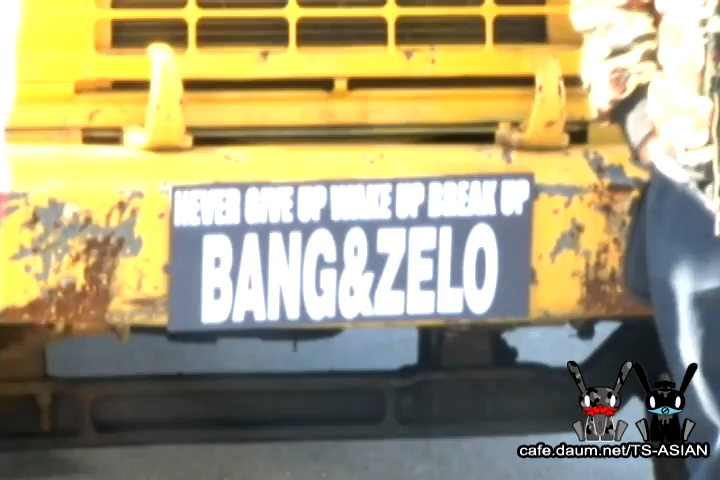 NEVER GIVE UP WAKE UP BREAK UP
BANG&ZELO
cafe.daum.net/TS-ASIAN